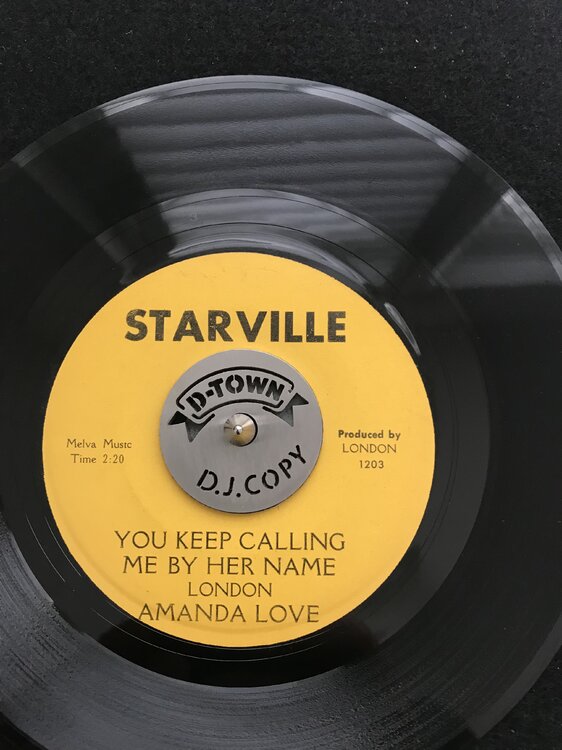 STARVILLE
D-TOWN
D.J.COPY
Melva Music
Time 2:20
Produced by
LONDON
1203
YOU KEEP CALLING
ME BY HER NAME
LONDON
AMANDA LOVE